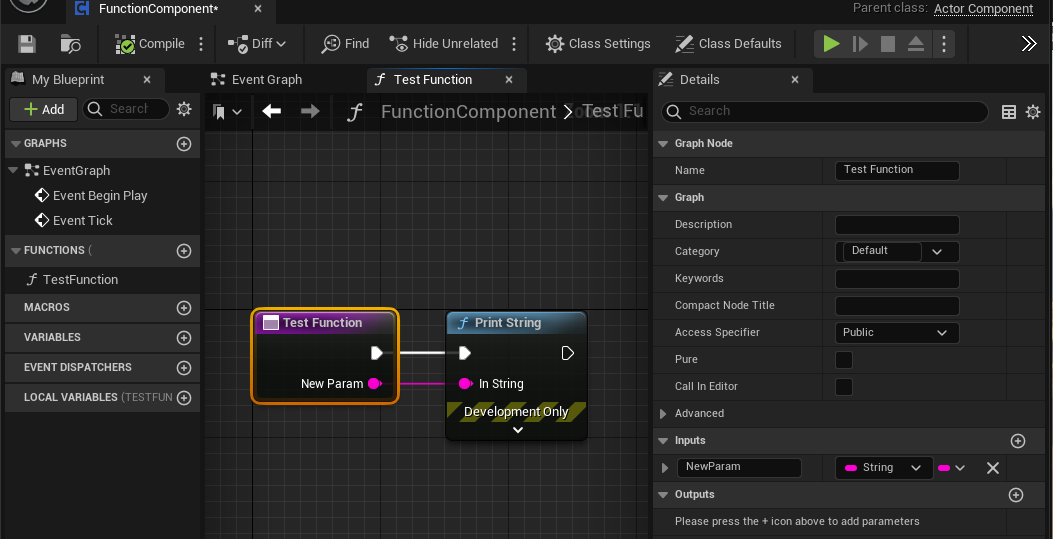 FunctionComponent*
Parent class: Actor Component
Compile
Diff
Find
Hide Unrelated
Class Settings
Class Defaults
My Blueprint
Event Graph
Test Function
Details
Add
Search
FunctionComponent > Test Fu
Search
GRAPHS
EventGraph
Event Begin Play
Event Tick
FUNCTIONS (
TestFunction
MACROS
VARIABLES
EVENT DISPATCHERS
LOCAL VARIABLES (TESTFUN
Test Function
New Param
Print String
In String
Development Only
Graph Node
Name
Test Function
Graph
Description
Category
Default
Keywords
Compact Node Title
Access Specifier
Public
Pure
Call In Editor
Advanced
Inputs
NewParam
String
Outputs
Please press the + icon above to add parameters